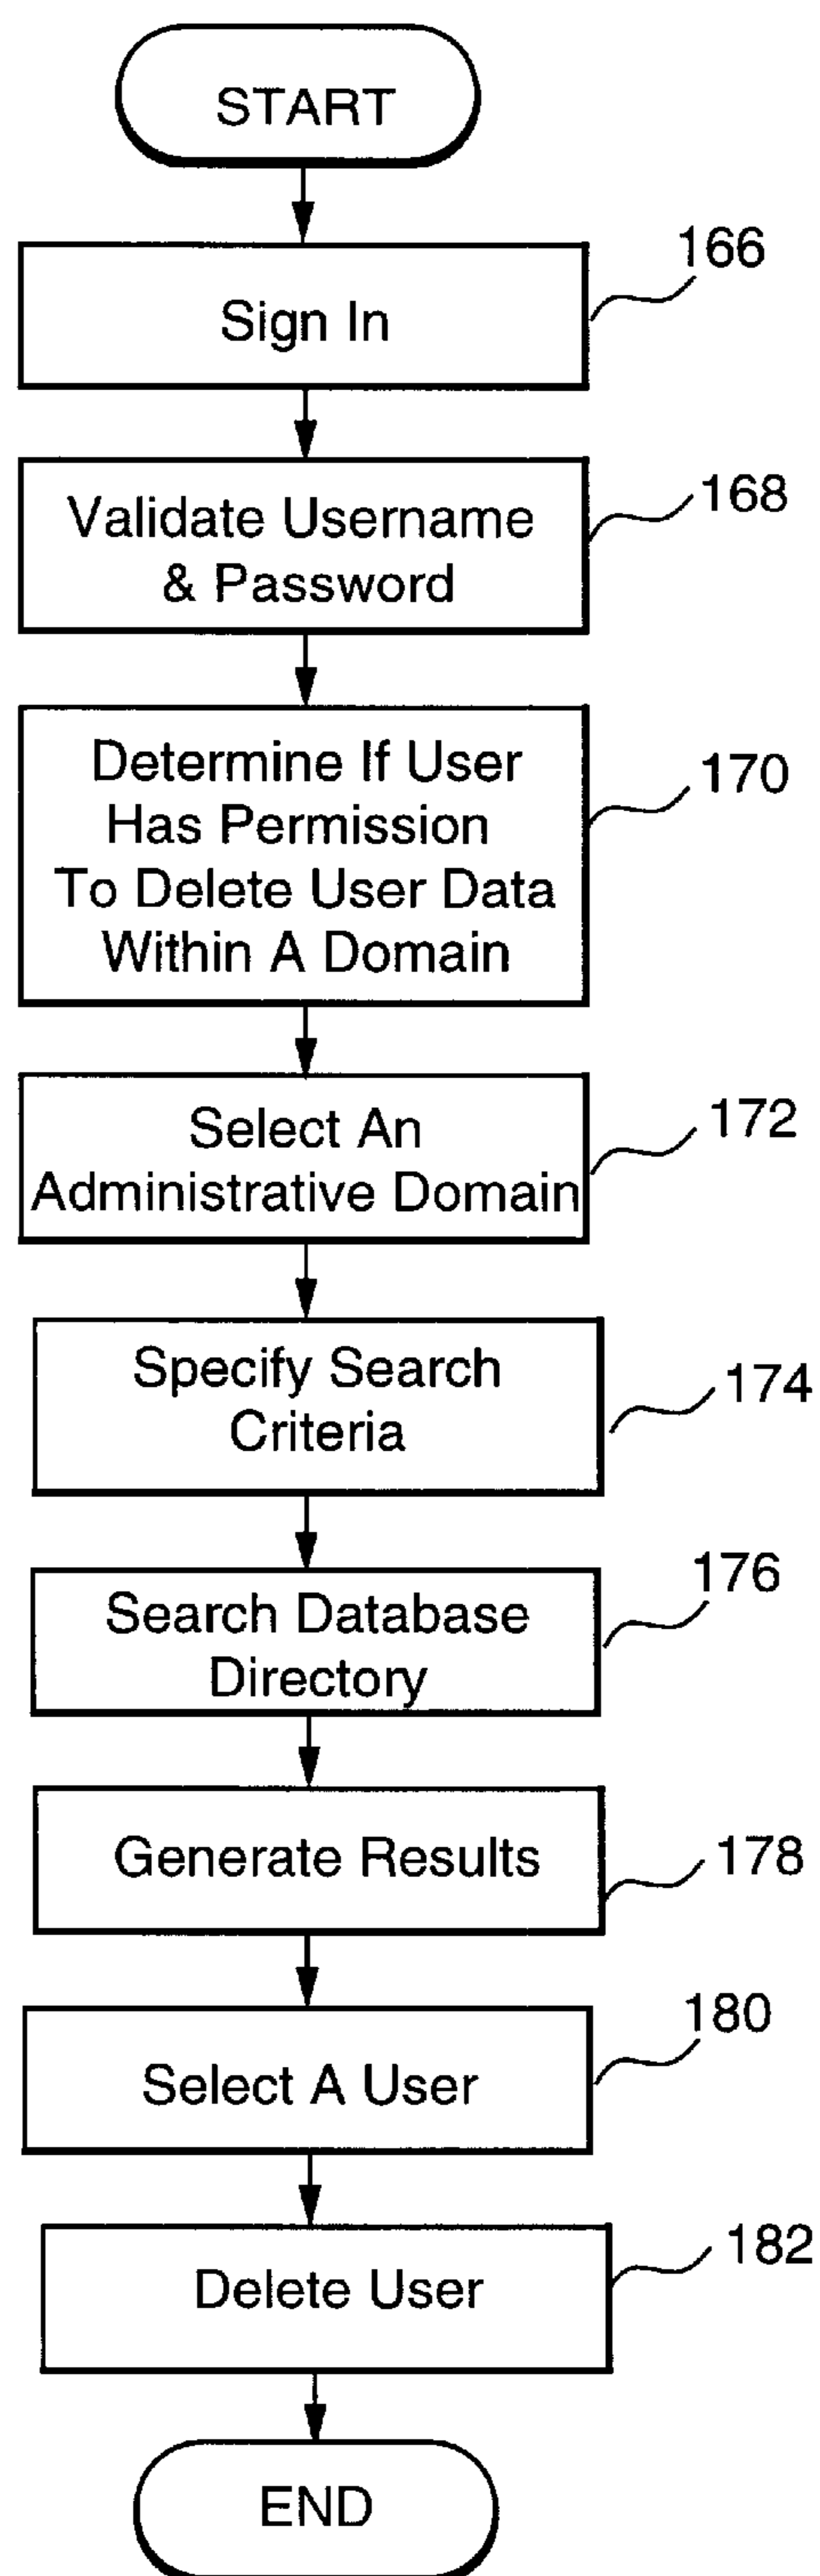 START
Sign In
166
Validate Username
& Password
168
Determine If User
Has Permission
To Delete User Data
Within A Domain
170
Select An
Administrative Domain
172
Specify Search
Criteria
174
Search Database
Directory
176
Generate Results
178
Select A User
180
Delete User
182
END